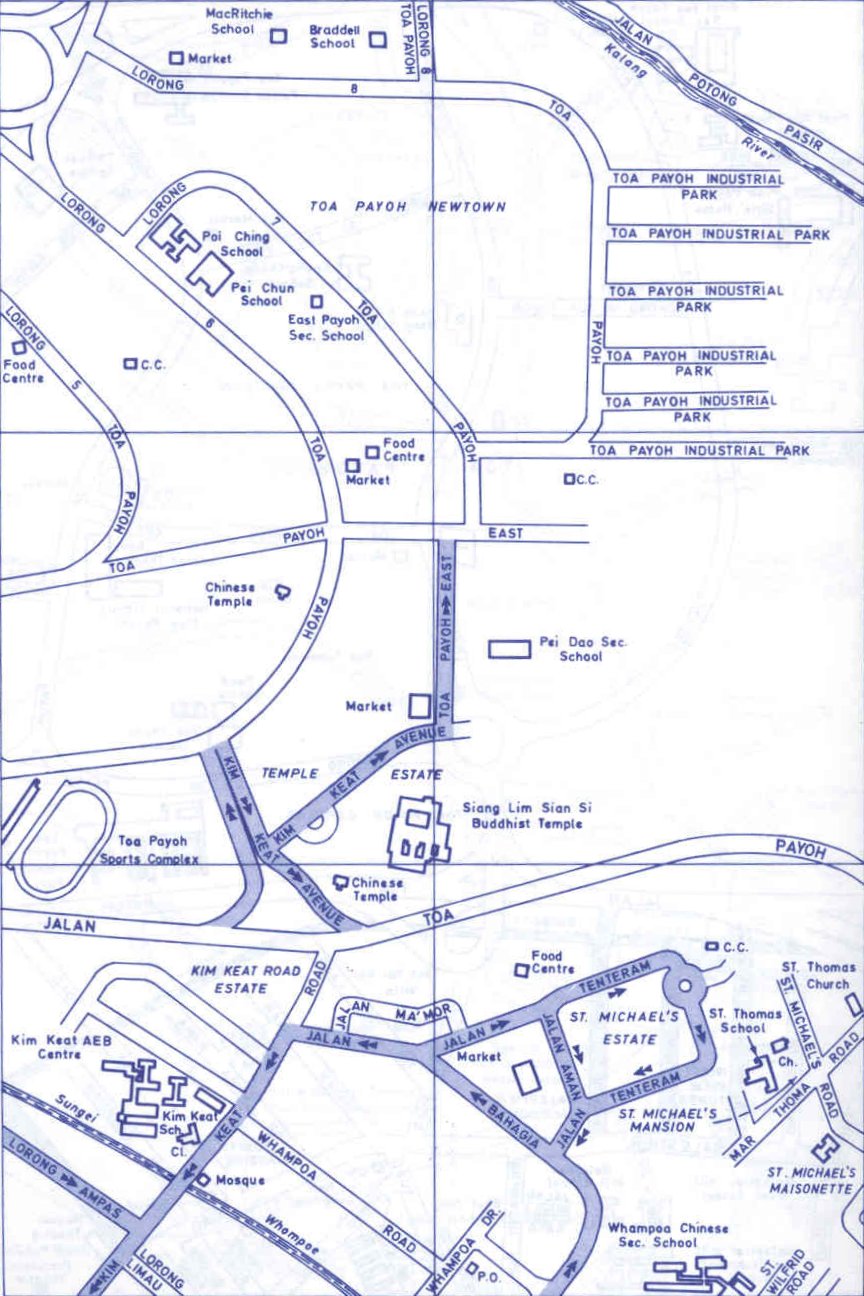 MacRitchie
School
Braddell
School
LORONG 8
TOA PAYOH
JALAN
Kalang
POTONG
PASIR
River
Market
LORONG
8
TOA
TOA PAYOH INDUSTRIAL
PARK
LORONG
LORONG
7
TOA PAYOH NEWTOWN
Poi Ching
School
TOA PAYOH INDUSTRIAL PARK
Pei Chun
School
TOA PAYOH INDUSTRIAL
PARK
East Payoh
Sec. School
TOA
LORONG
5
6
Food
Centre
C.C.
PAYOH
TOA PAYOH INDUSTRIAL
PARK
TOA PAYOH INDUSTRIAL
PARK
TOA
TOA
PAYOH
Food
Centre
Market
TOA PAYOH INDUSTRIAL PARK
C.C.
PAYOH
TOA
PAYOH
EAST
Chinese
Temple
PAYOH
TOA PAYOH EAST
Pei Dao Sec.
School
Market
KIM
KEAT
AVENUE
TEMPLE ESTATE
KIM
KEAT
AVENUE
Siang Lim Sian Si
Buddhist Temple
Toa Payoh
Sports Complex
Chinese
Temple
JALAN
TOA
PAYOH
KIM KEAT ROAD
ESTATE
ROAD
Food
Centre
C.C.
TENTERAM
ST. Thomas
Church
JALAN
MA'MOR
JALAN
JALAN
ST. MICHAEL'S
ESTATE
ST. Thomas
School
ST. MICHAEL'S
ROAD
Kim Keat AEB
Centre
Market
JALAN AMAN
TENTERAM
Ch.
MAR THOMA
ROAD
Sungei
Kim Keat
Sch.
Cl.
KEAT
BAHAGIA
JALAN
ST. MICHAEL'S
MANSION
ST. MICHAEL'S
MAISONETTE
LORONG AMPAS
WHAMPOA
ROAD
Mosque
Whampoe
WHAMPOA DR.
Whampoa Chinese
Sec. School
KIM
LORONG
LIMAU
P.O.
ST.
WILFRID
ROAD